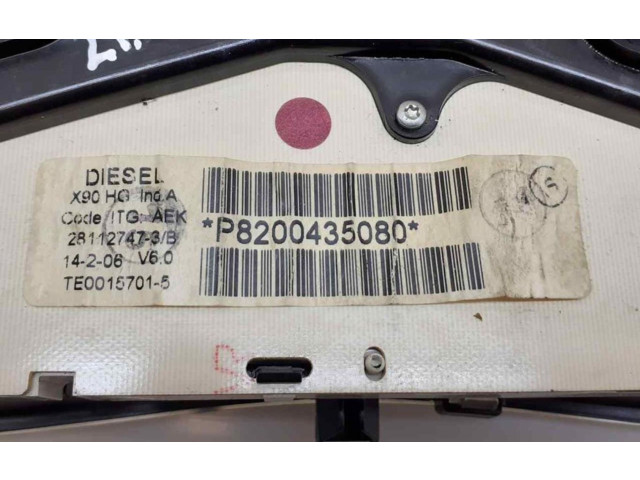 DIESEL
X90 HG Ind.A
Code ITG: AEK
28112747-3/B
14-2-06 V6.0
TE0015701-5
*P8200435080*
S